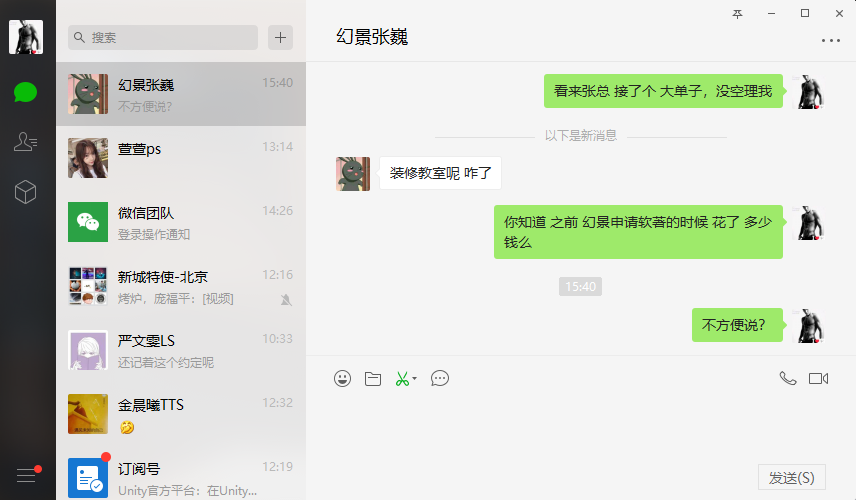 搜索
幻景张巍
15:40
不方便说?
萱萱ps
13:14
微信团队
14:26
登录操作通知
新城特使-北京
12:16
烤炉，庞福平：[视频]
严文雯LS
10:33
还记着这个约定呢
金晨曦TTS
12:32
订阅号
12:19
Unity官方平台：在Unity...
幻景张巍
看来张总 接了个 大单子，没空理我
以下是新消息
装修教室呢 咋了
你知道 之前 幻景申请软著的时候 花了 多少
钱么
15:40
不方便说?
发送(S)